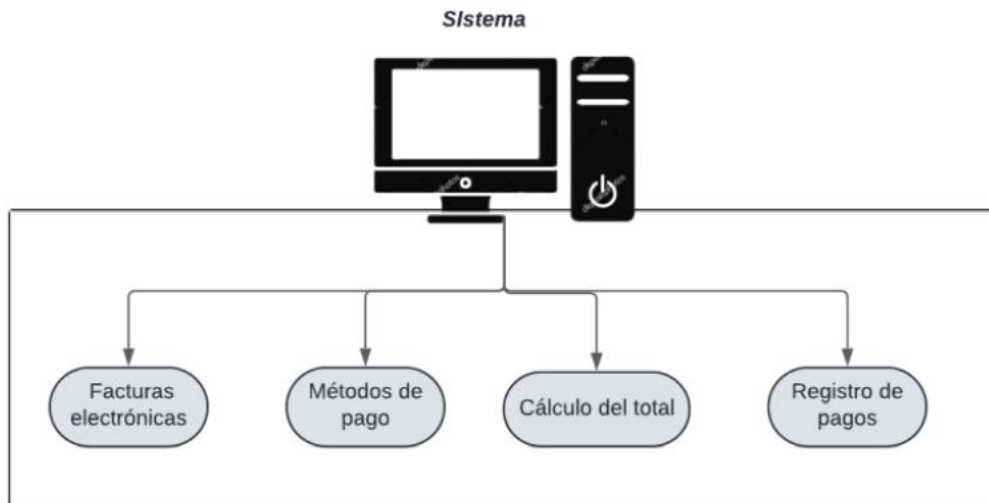 SIstema
Facturas
electrónicas
Métodos de
pago
Cálculo del total
Registro de
pagos